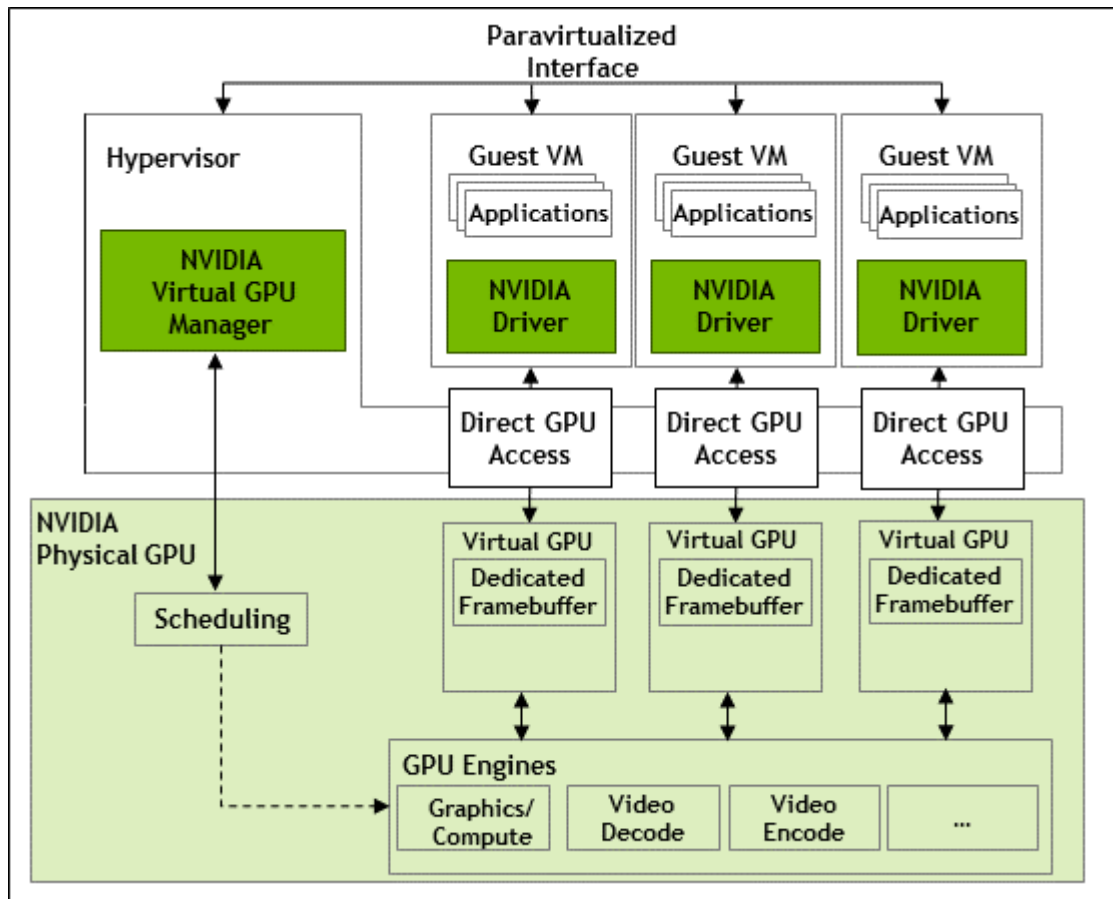 Paravirtualized
Interface
Hypervisor
NVIDIA
Virtual GPU
Manager
Guest VM
Applications
NVIDIA
Driver
Guest VM
Applications
NVIDIA
Driver
Guest VM
Applications
NVIDIA
Driver
Direct GPU
Access
Direct GPU
Access
Direct GPU
Access
NVIDIA
Physical GPU
Scheduling
Virtual GPU
Dedicated
Framebuffer
Virtual GPU
Dedicated
Framebuffer
Virtual GPU
Dedicated
Framebuffer
GPU Engines
Graphics/
Compute
Video
Decode
Video
Encode
...